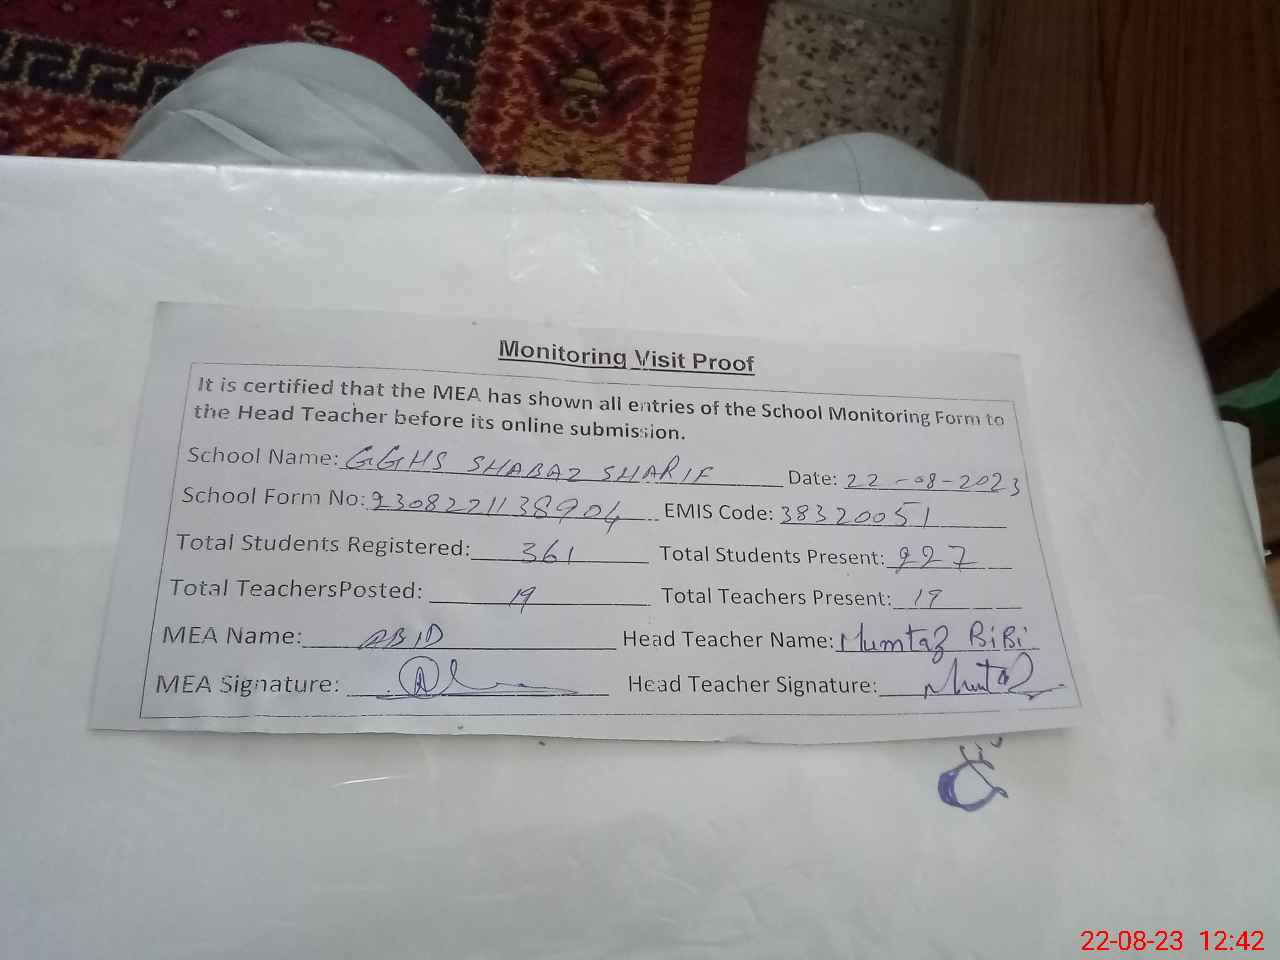 Monitoring Visit Proof
It is certified that the MEA has shown all entries of the School Monitoring Form to
the Head Teacher before its online submission.
School Name: GGHS SHABAZ SHARIF Date: 22-08-2023
School Form No: 2308221138904 EMIS Code: 38320051
Total Students Registered: 361 Total Students Present: 227
Total TeachersPosted: 19 Total Teachers Present: 17
MEA Name: ABID Head Teacher Name: Mumtaz BiBi
MEA Signature: Head Teacher Signature: Mumtaz
22-08-23 12:42